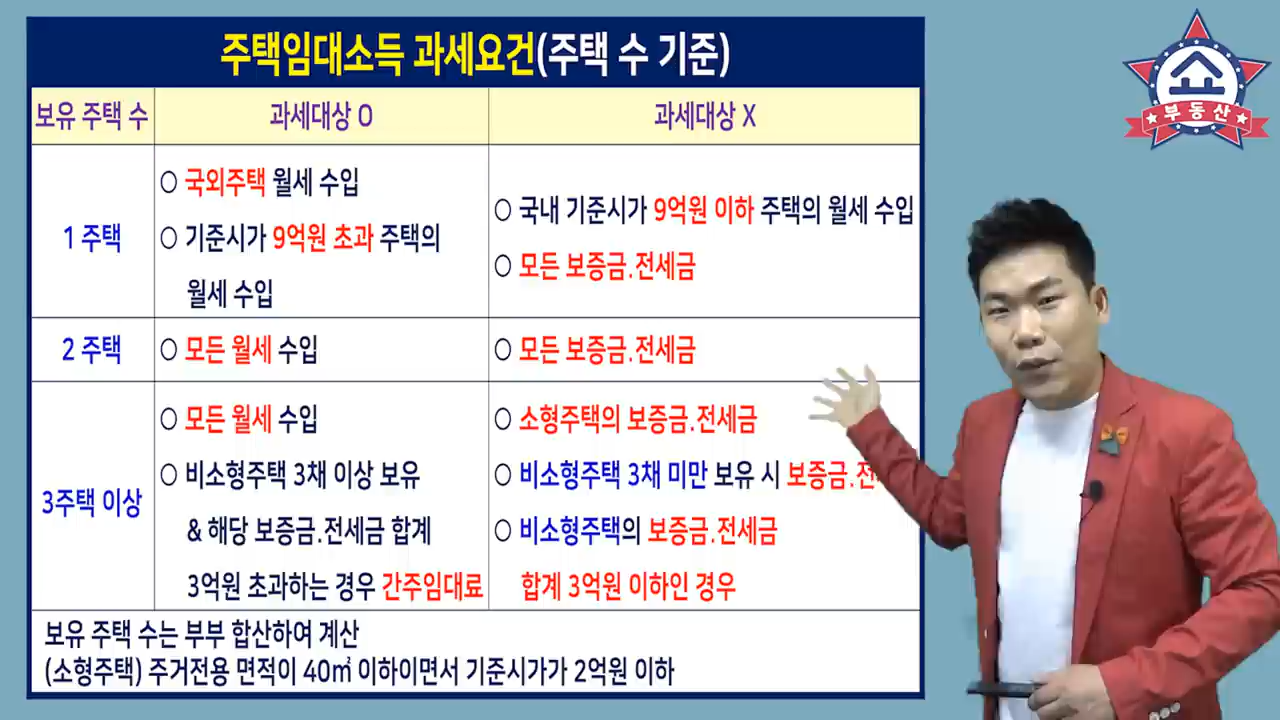 주택임대소득 과세요건(주택 수 기준)
보유 주택 수
과세대상 O
과세대상 X
1 주택
○ 국외주택 월세 수입
○ 기준시가 9억원 초과 주택의
월세 수입
○ 국내 기준시가 9억원 이하 주택의 월세 수입
○ 모든 보증금.전세금
2 주택
○ 모든 월세 수입
○ 모든 보증금.전세금
3주택 이상
○ 모든 월세 수입
○ 비소형주택 3채 이상 보유
& 해당 보증금.전세금 합계
3억원 초과하는 경우 간주임대료
○ 소형주택의 보증금.전세금
○ 비소형주택 3채 미만 보유 시 보증금.전
○ 비소형주택의 보증금.전세금
합계 3억원 이하인 경우
보유 주택 수는 부부 합산하여 계산
(소형주택) 주거전용 면적이 40㎡ 이하이면서 기준시가가 2억원 이하
부동산